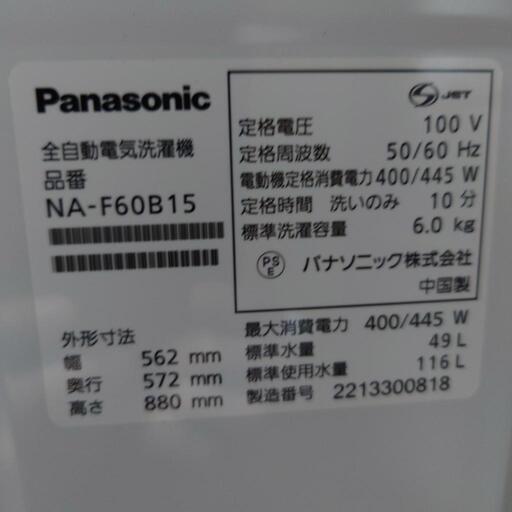 Panasonic
全自動電気洗濯機
品番
NA-F60B15
外形寸法
幅 562 mm
奥行 572 mm
高さ 880 mm
S JET
定格電圧 100 V
定格周波数 50/60 Hz
電動機定格消費電力 400/445 W
定格時間 洗いのみ 10 分
標準洗濯容量 6.0 kg
PS E パナソニック株式会社
中国製
最大消費電力 400/445 W
標準水量 49 L
標準使用水量 116 L
製造番号 2213300818